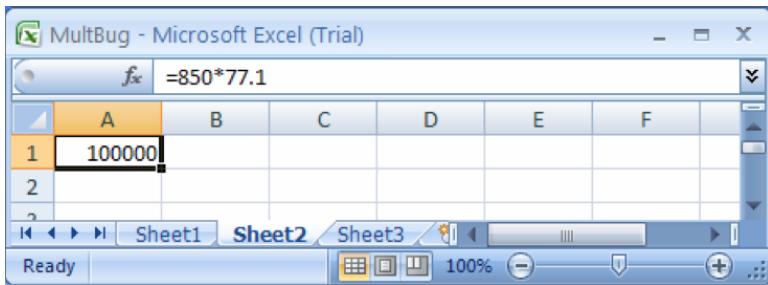 MultBug - Microsoft Excel (Trial)
fx =850*77.1
A B C D E F
1 100000
2
Sheet1 Sheet2 Sheet3
Ready 100%